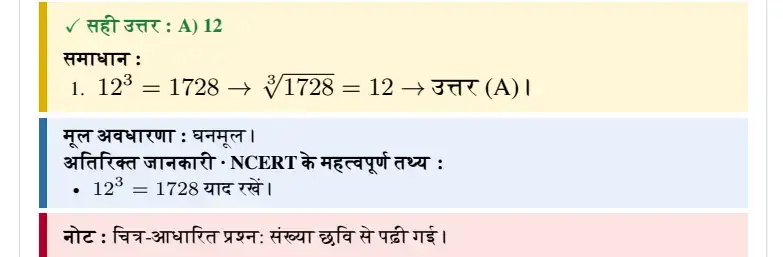 ✓ सही उत्तर : A) 12
समाधान :
1. 12³ = 1728 → ∛1728 = 12 → उत्तर (A)।
मूल अवधारणा : घनमूल।
अतिरिक्त जानकारी · NCERT के महत्वपूर्ण तथ्य :
• 12³ = 1728 याद रखें।
नोट : चित्र-आधारित प्रश्न: संख्या छवि से पढ़ी गई।